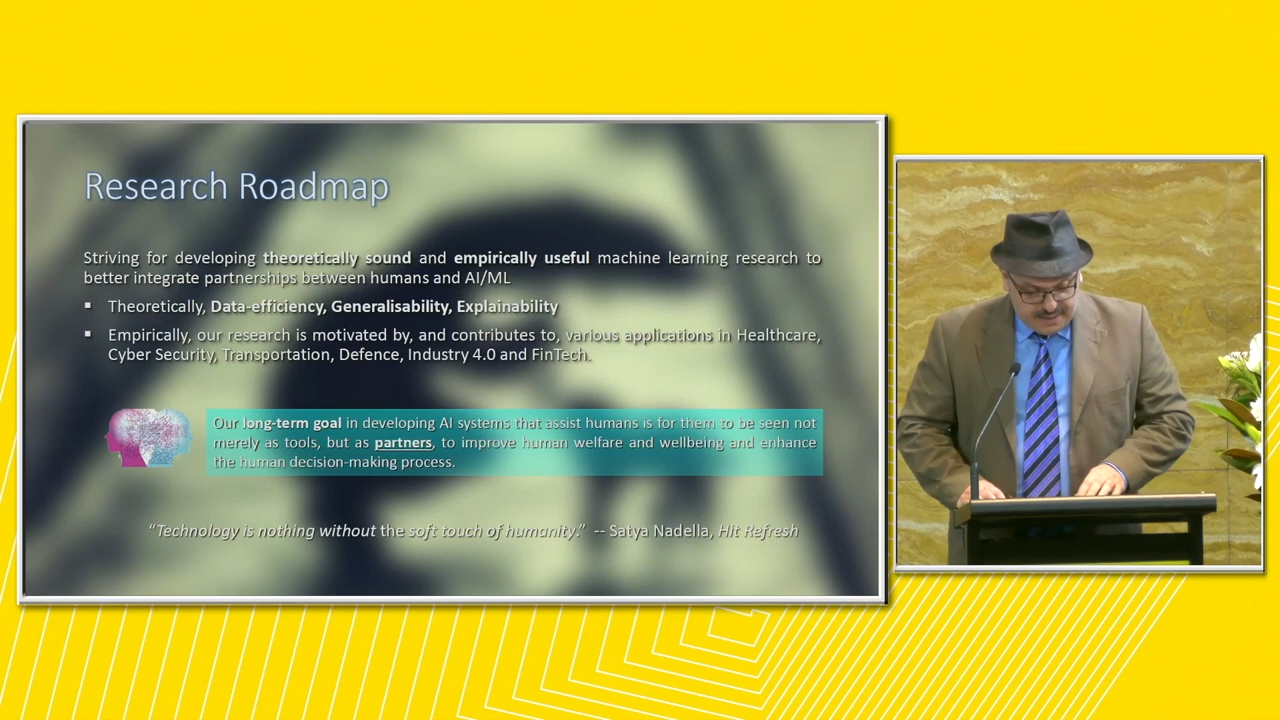 Research Roadmap
Striving for developing theoretically sound and empirically useful machine learning research to
better integrate partnerships between humans and AI/ML
▪ Theoretically, Data-efficiency, Generalisability, Explainability
▪ Empirically, our research is motivated by, and contributes to, various applications in Healthcare,
Cyber Security, Transportation, Defence, Industry 4.0 and FinTech.
Our long-term goal in developing AI systems that assist humans is for them to be seen not
merely as tools, but as partners, to improve human welfare and wellbeing and enhance
the human decision-making process.
“Technology is nothing without the soft touch of humanity.” -- Satya Nadella, Hit Refresh